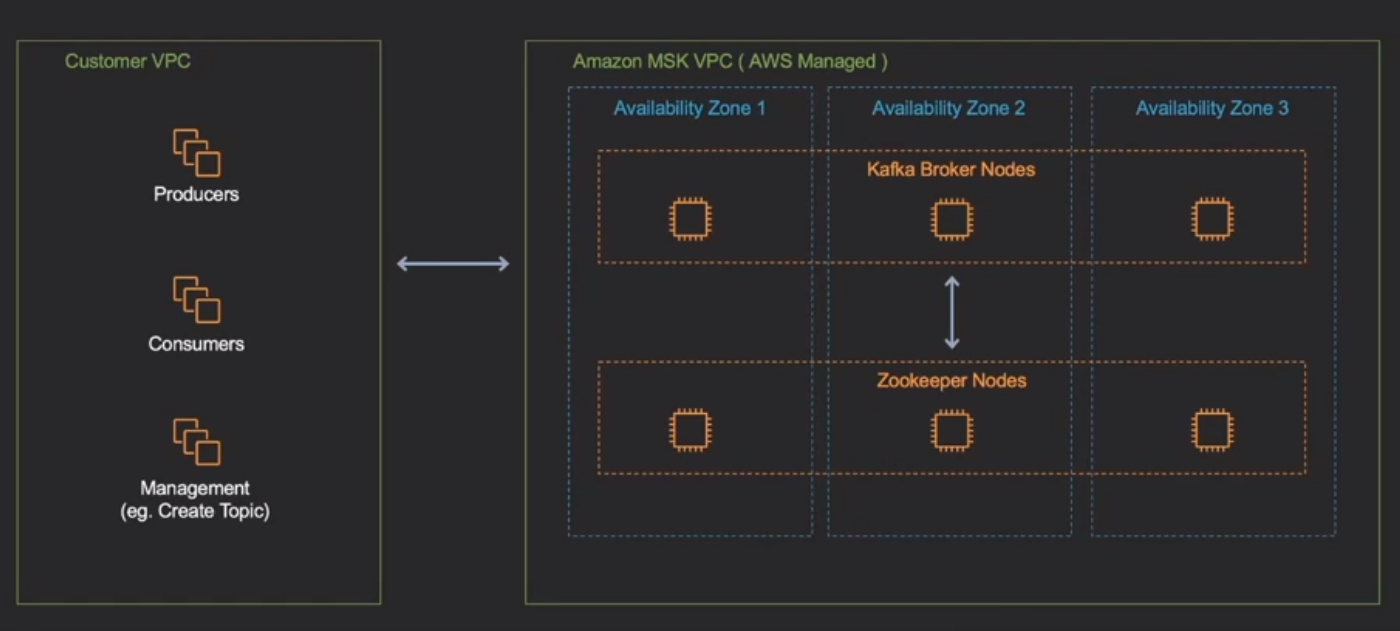 Customer VPC
Producers
Consumers
Management
(eg. Create Topic)
Amazon MSK VPC ( AWS Managed )
Availability Zone 1
Availability Zone 2
Availability Zone 3
Kafka Broker Nodes
Zookeeper Nodes